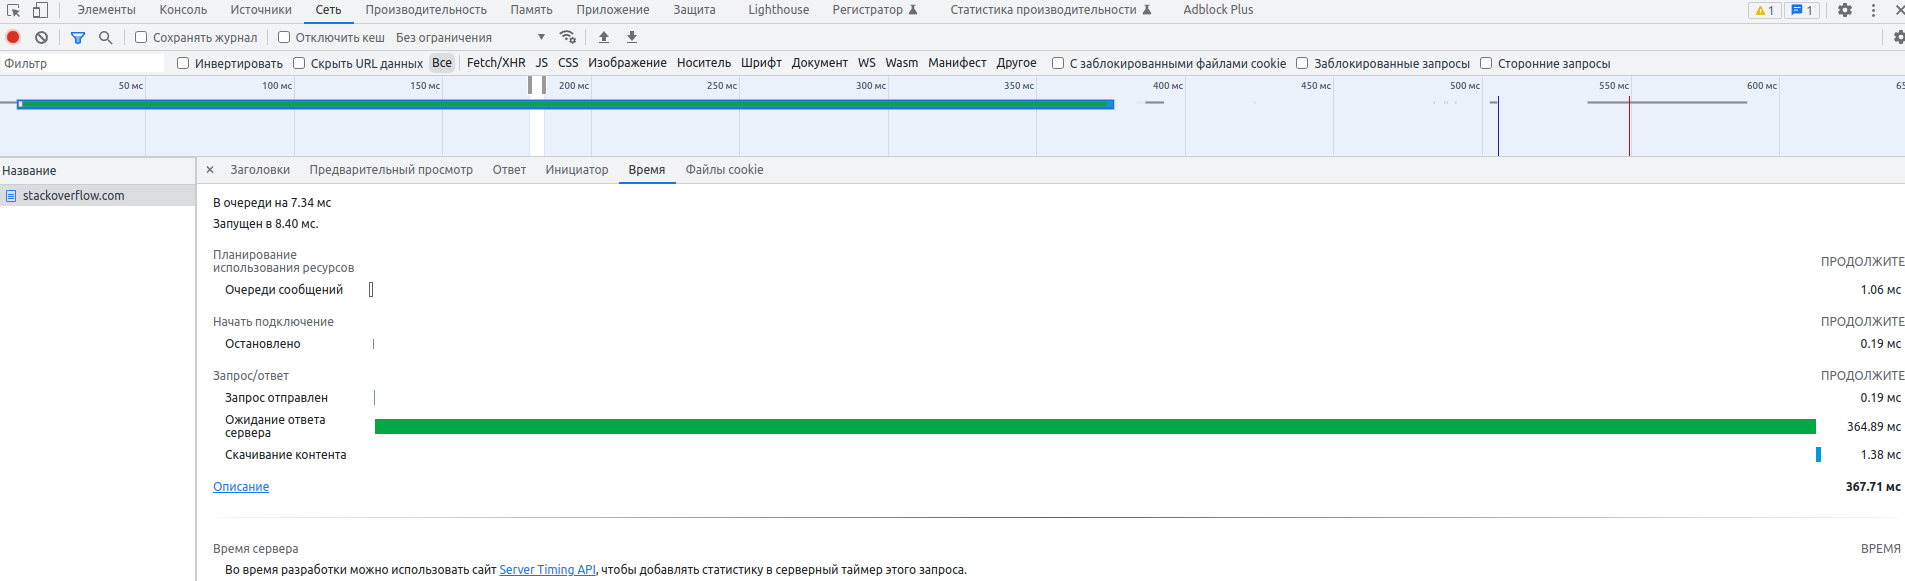 Элементы Консоль Источники Сеть Производительность Память Приложение Защита Lighthouse Регистратор Статистика производительности Adblock Plus 1 1
Сохранять журнал Отключить кеш Без ограничения
Фильтр Инвертировать Скрыть URL данных Все Fetch/XHR JS CSS Изображение Носитель Шрифт Документ WS Wasm Манифест Другое С заблокированными файлами cookie Заблокированные запросы Сторонние запросы
50 мс 100 мс 150 мс 200 мс 250 мс 300 мс 350 мс 400 мс 450 мс 500 мс 550 мс 600 мс 65
Название × Заголовки Предварительный просмотр Ответ Инициатор Время Файлы cookie
stackoverflow.com
В очереди на 7.34 мс
Запущен в 8.40 мс.
Планирование
использования ресурсов ПРОДОЛЖИТЕ
Очереди сообщений 1.06 мс
Начать подключение ПРОДОЛЖИТЕ
Остановлено 0.19 мс
Запрос/ответ ПРОДОЛЖИТЕ
Запрос отправлен 0.19 мс
Ожидание ответа
сервера 364.89 мс
Скачивание контента 1.38 мс
Описание 367.71 мс
Время сервера ВРЕМЯ
Во время разработки можно использовать сайт Server Timing API, чтобы добавлять статистику в серверный таймер этого запроса.